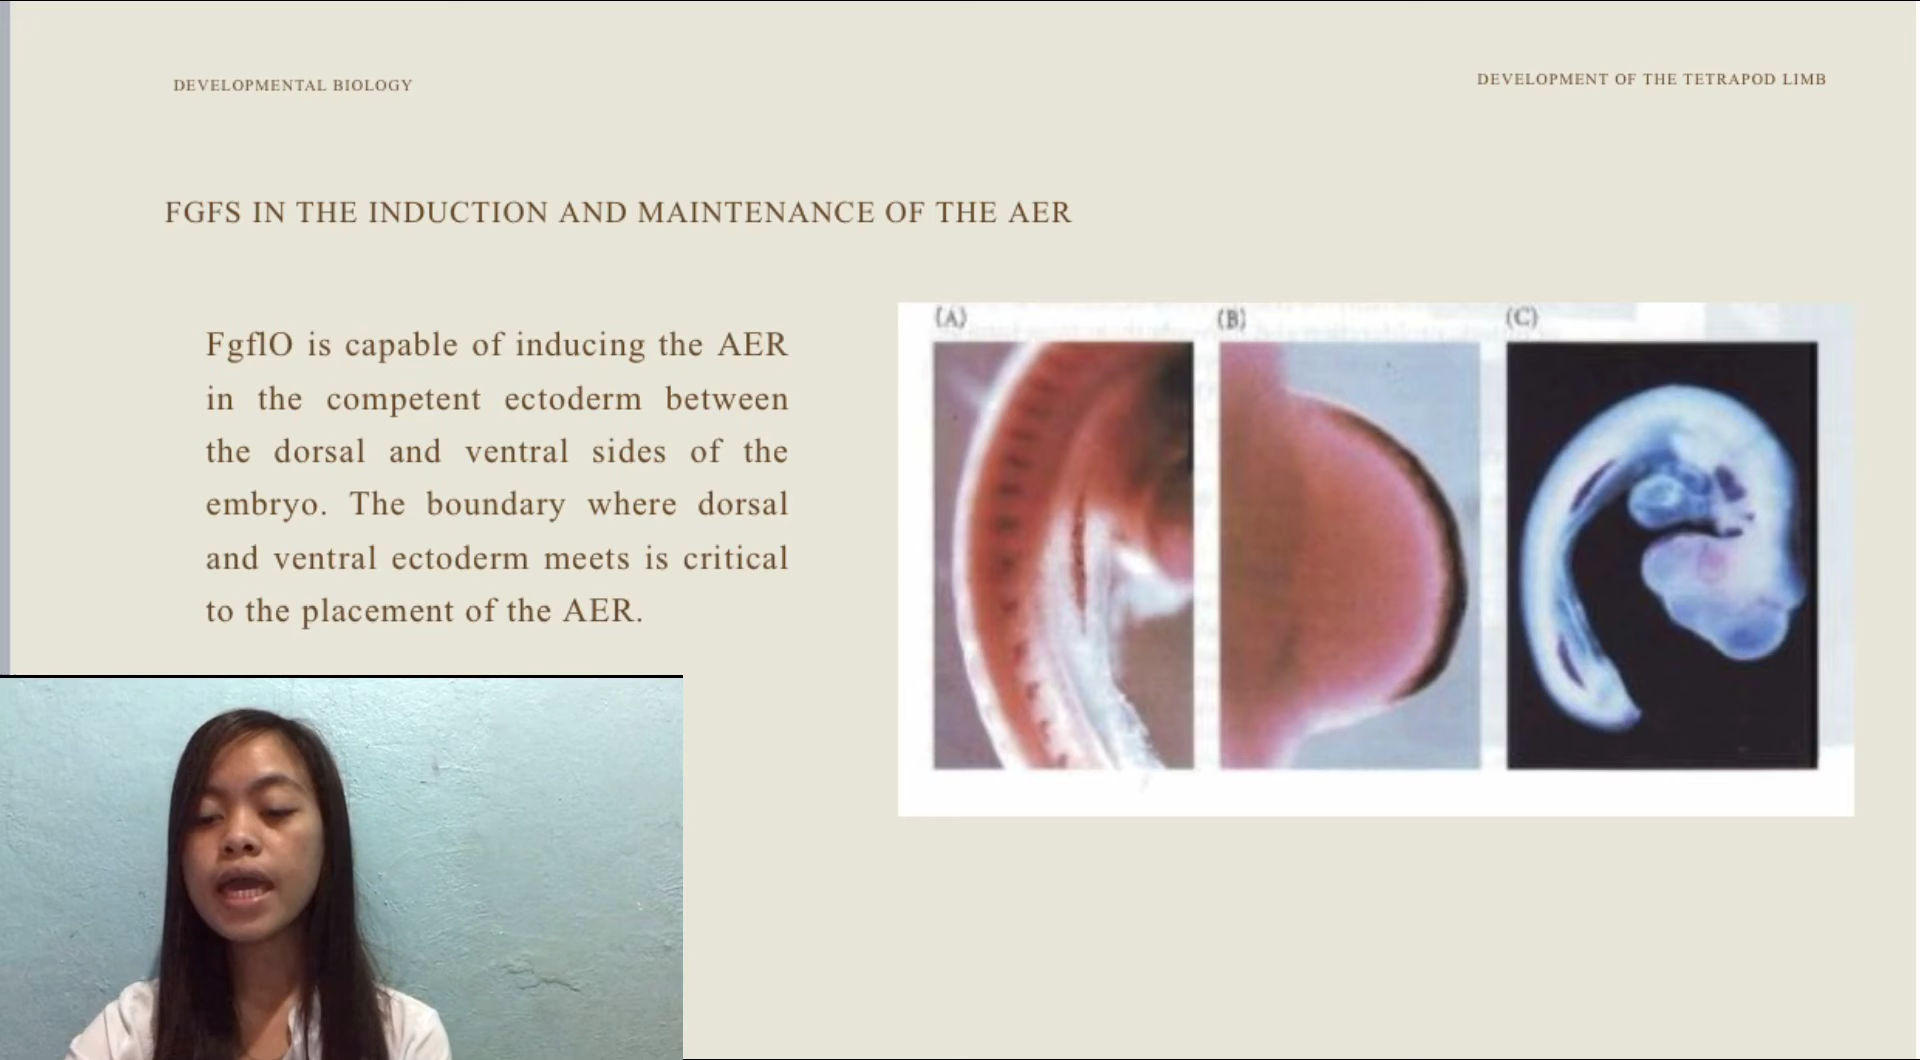 DEVELOPMENTAL BIOLOGY
DEVELOPMENT OF THE TETRAPOD LIMB
FGFS IN THE INDUCTION AND MAINTENANCE OF THE AER
FgflO is capable of inducing the AER
in the competent ectoderm between
the dorsal and ventral sides of the
embryo. The boundary where dorsal
and ventral ectoderm meets is critical
to the placement of the AER.
(A)
(B)
(C)